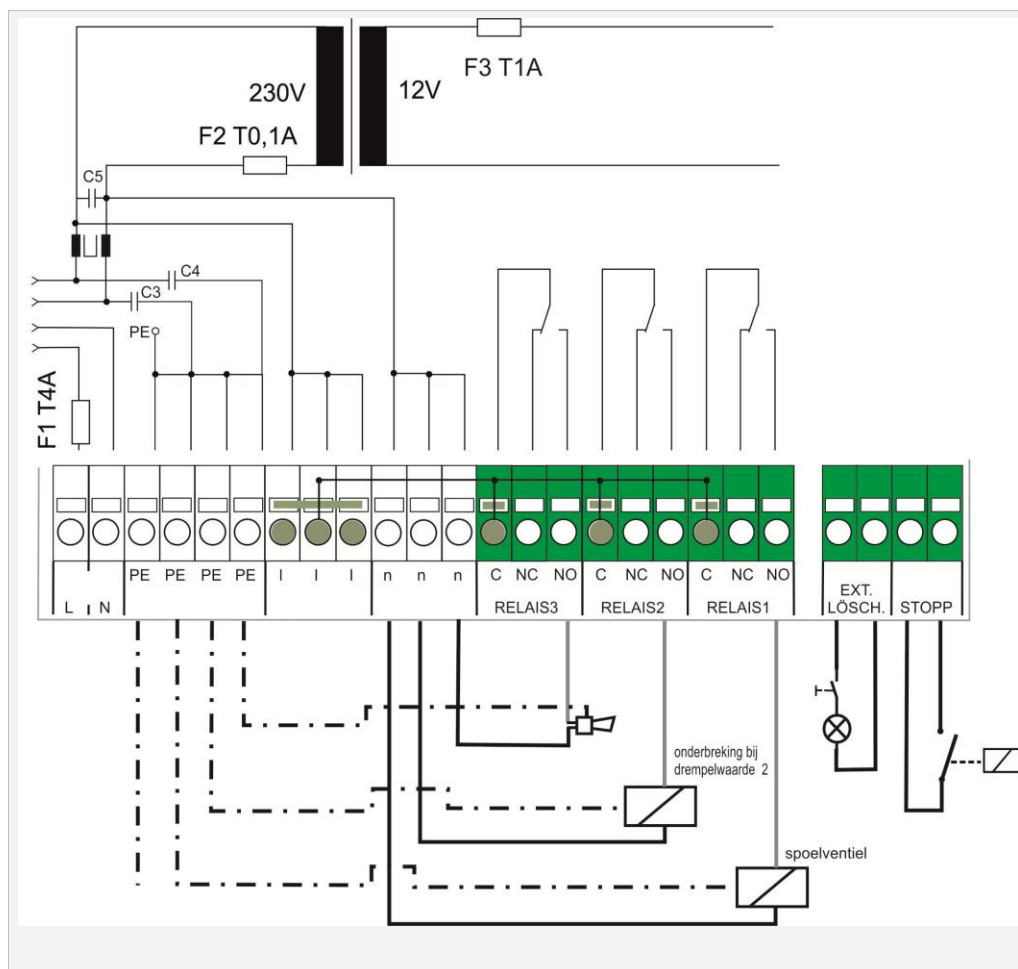 F3 T1A
230V
12V
F2 T0,1A
C5
C4
C3
PE
F1 T4A
PE PE PE PE l l l n n n C NC NO C NC NO C NC NO
L N RELAIS3 RELAIS2 RELAIS1
EXT.
LÖSCH. STOPP
onderbreking bij
drempelwaarde 2
spoelventiel